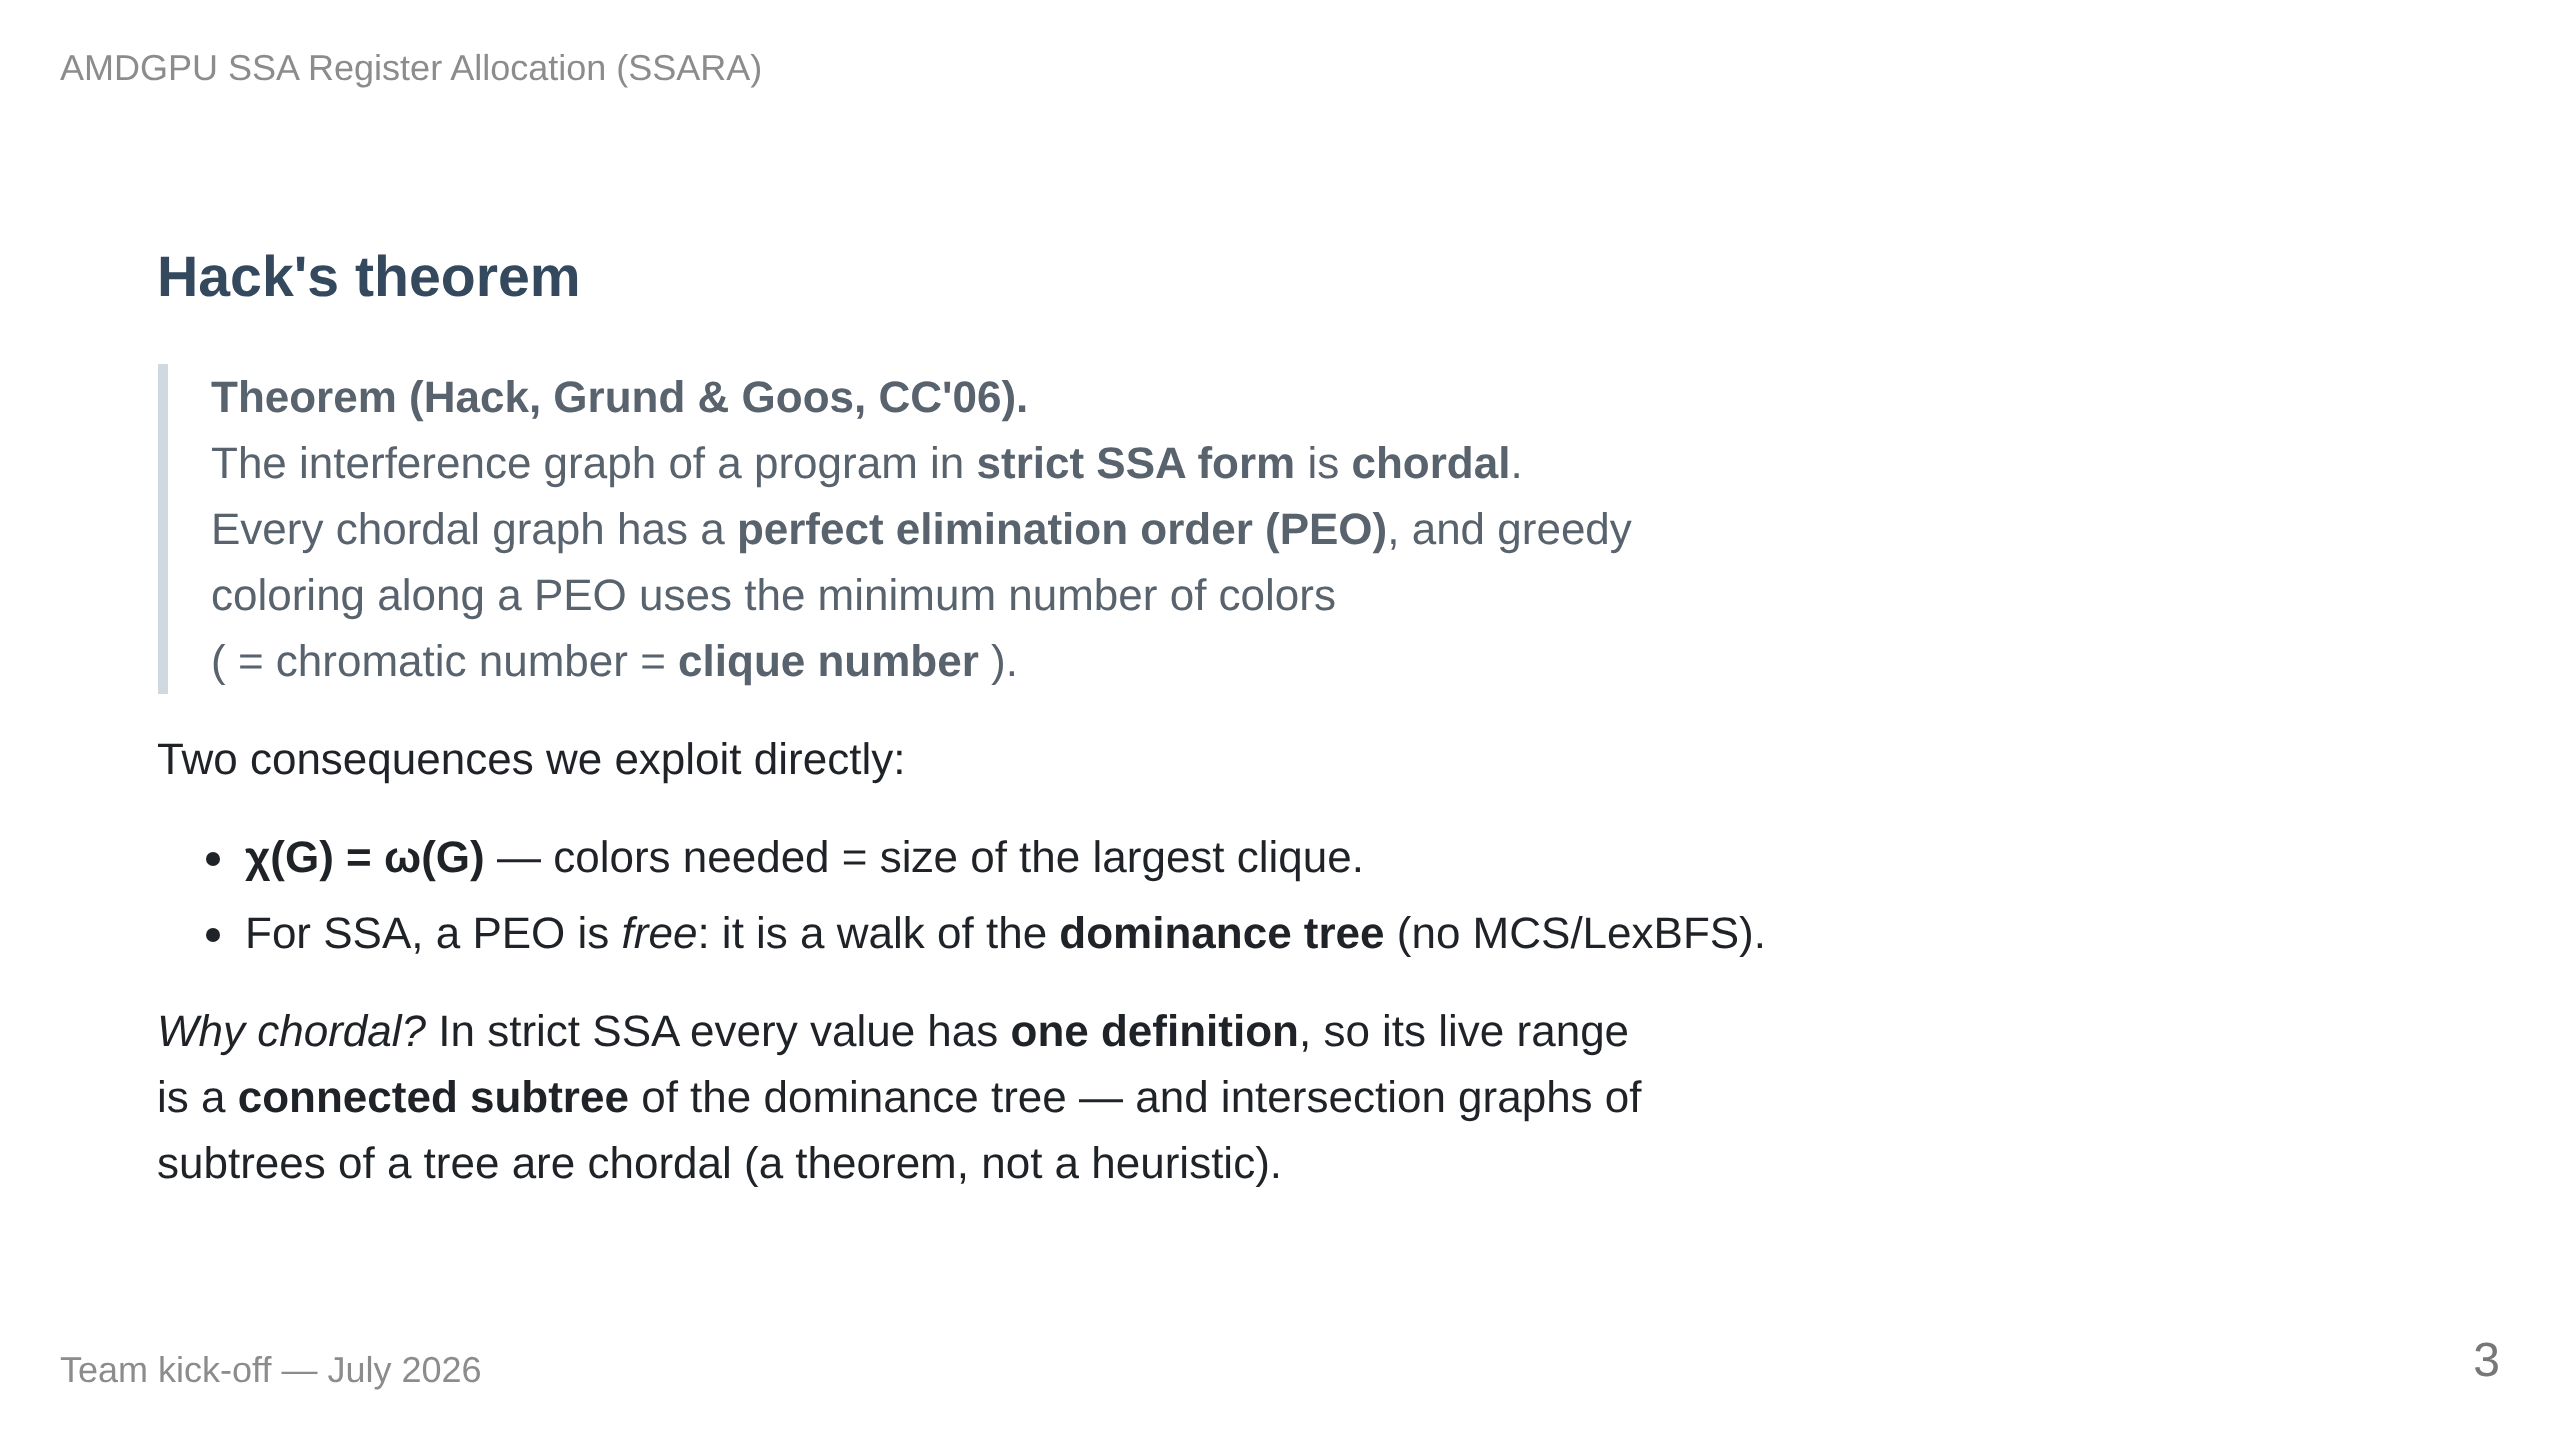 AMDGPU SSA Register Allocation (SSARA)
Hack's theorem
Theorem (Hack, Grund & Goos, CC'06).
The interference graph of a program in strict SSA form is chordal.
Every chordal graph has a perfect elimination order (PEO), and greedy
coloring along a PEO uses the minimum number of colors
( = chromatic number = clique number ).
Two consequences we exploit directly:
• χ(G) = ω(G) — colors needed = size of the largest clique.
• For SSA, a PEO is free: it is a walk of the dominance tree (no MCS/LexBFS).
Why chordal? In strict SSA every value has one definition, so its live range
is a connected subtree of the dominance tree — and intersection graphs of
subtrees of a tree are chordal (a theorem, not a heuristic).
Team kick-off — July 2026
3